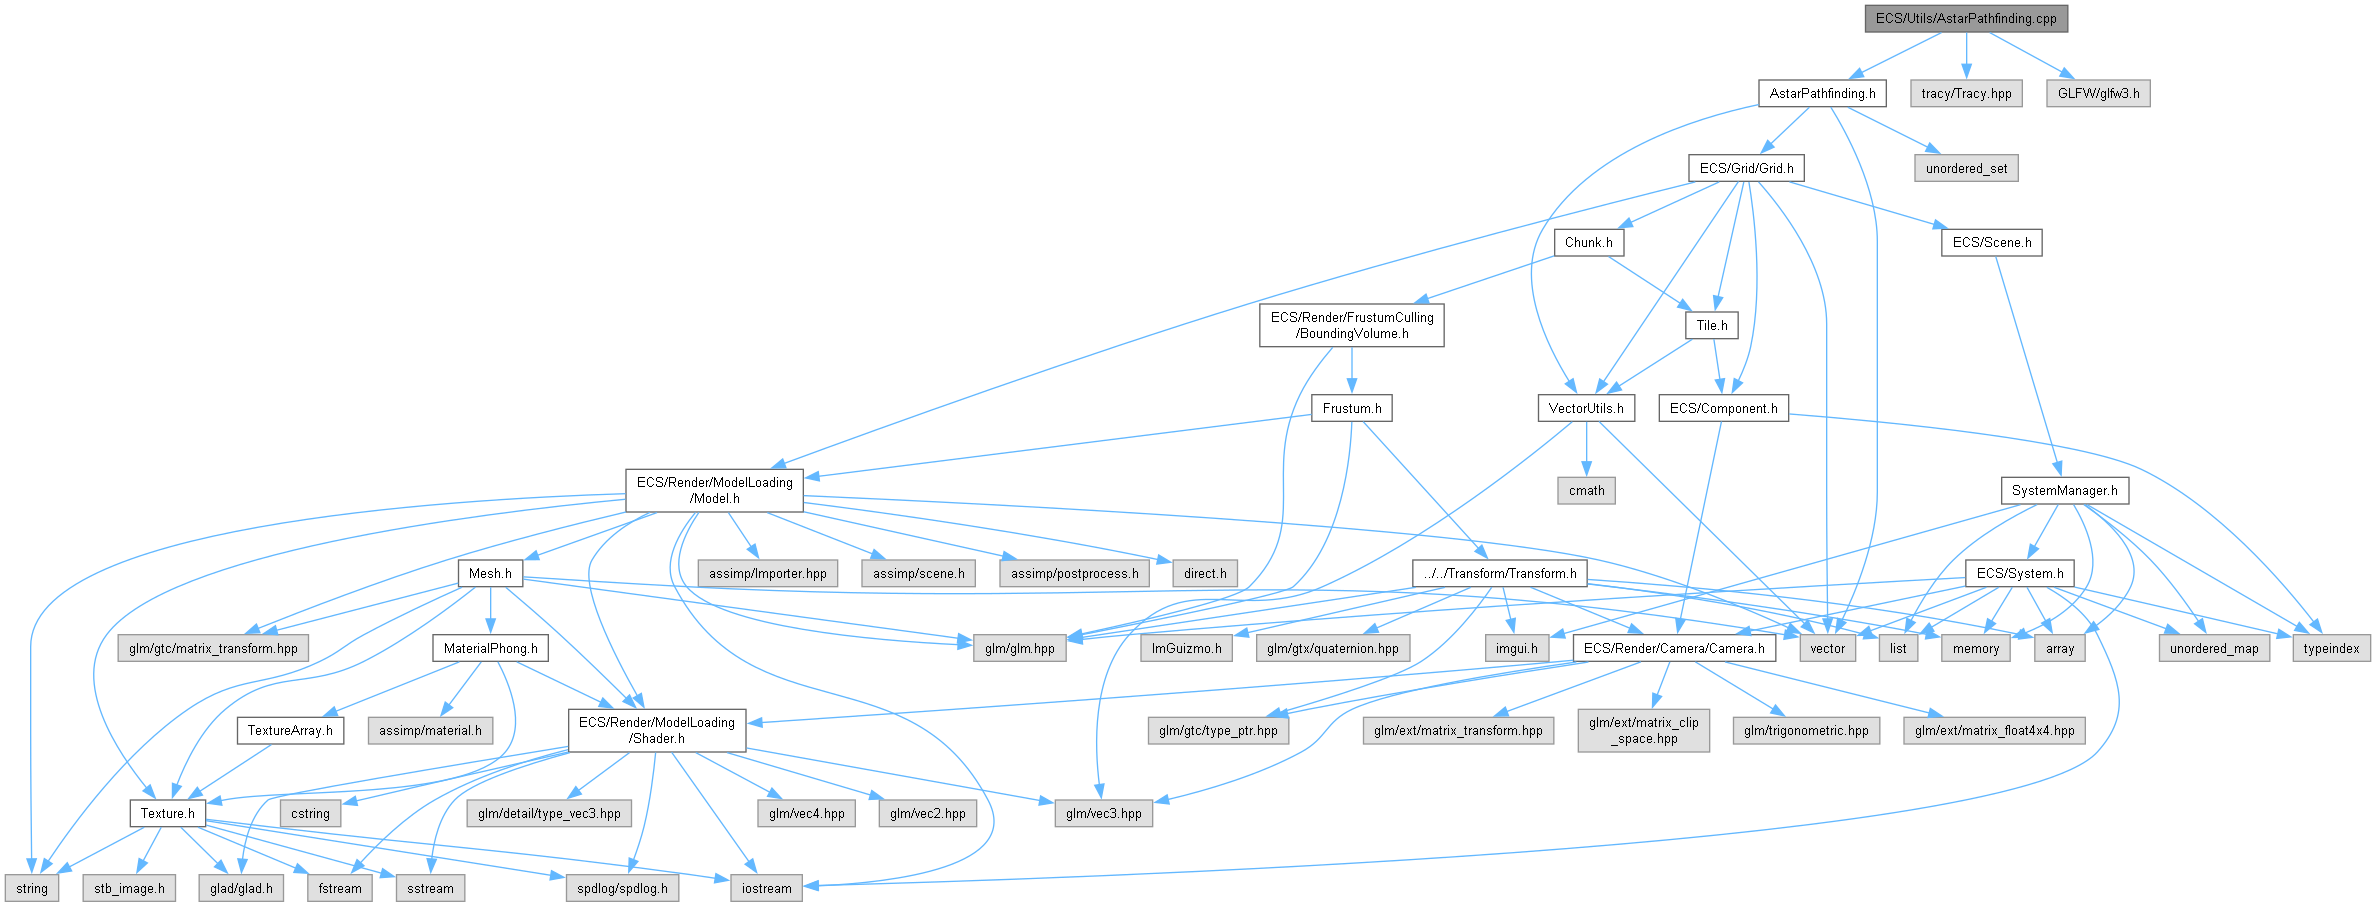 ECS/Utils/AstarPathfinding.cpp
AstarPathfinding.h
tracy/Tracy.hpp
GLFW/glfw3.h
ECS/Grid/Grid.h
unordered_set
Chunk.h
ECS/Scene.h
ECS/Render/FrustumCulling
/BoundingVolume.h
Tile.h
Frustum.h
VectorUtils.h
ECS/Component.h
ECS/Render/ModelLoading
/Model.h
cmath
SystemManager.h
Mesh.h
assimp/Importer.hpp
assimp/scene.h
assimp/postprocess.h
direct.h
../../Transform/Transform.h
ECS/System.h
glm/gtc/matrix_transform.hpp
MaterialPhong.h
glm/glm.hpp
ImGuizmo.h
glm/gtx/quaternion.hpp
imgui.h
ECS/Render/Camera/Camera.h
vector
list
memory
array
unordered_map
typeindex
TextureArray.h
assimp/material.h
ECS/Render/ModelLoading
/Shader.h
glm/gtc/type_ptr.hpp
glm/ext/matrix_transform.hpp
glm/ext/matrix_clip
_space.hpp
glm/trigonometric.hpp
glm/ext/matrix_float4x4.hpp
Texture.h
cstring
glm/detail/type_vec3.hpp
glm/vec4.hpp
glm/vec2.hpp
glm/vec3.hpp
string
stb_image.h
glad/glad.h
fstream
sstream
spdlog/spdlog.h
iostream